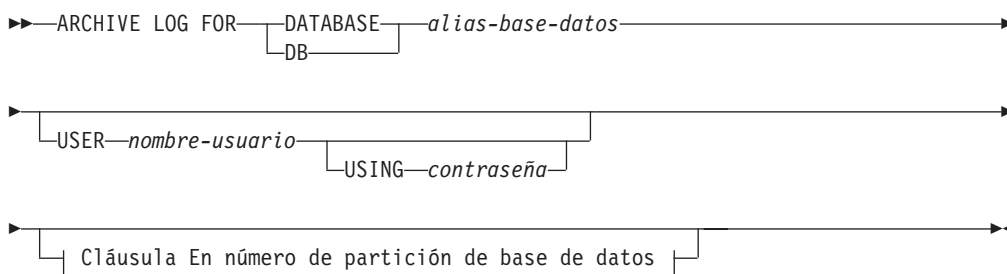 ARCHIVE LOG FOR DATABASE alias-base-datos
DB
USER nombre-usuario
USING contraseña
Cláusula En número de partición de base de datos